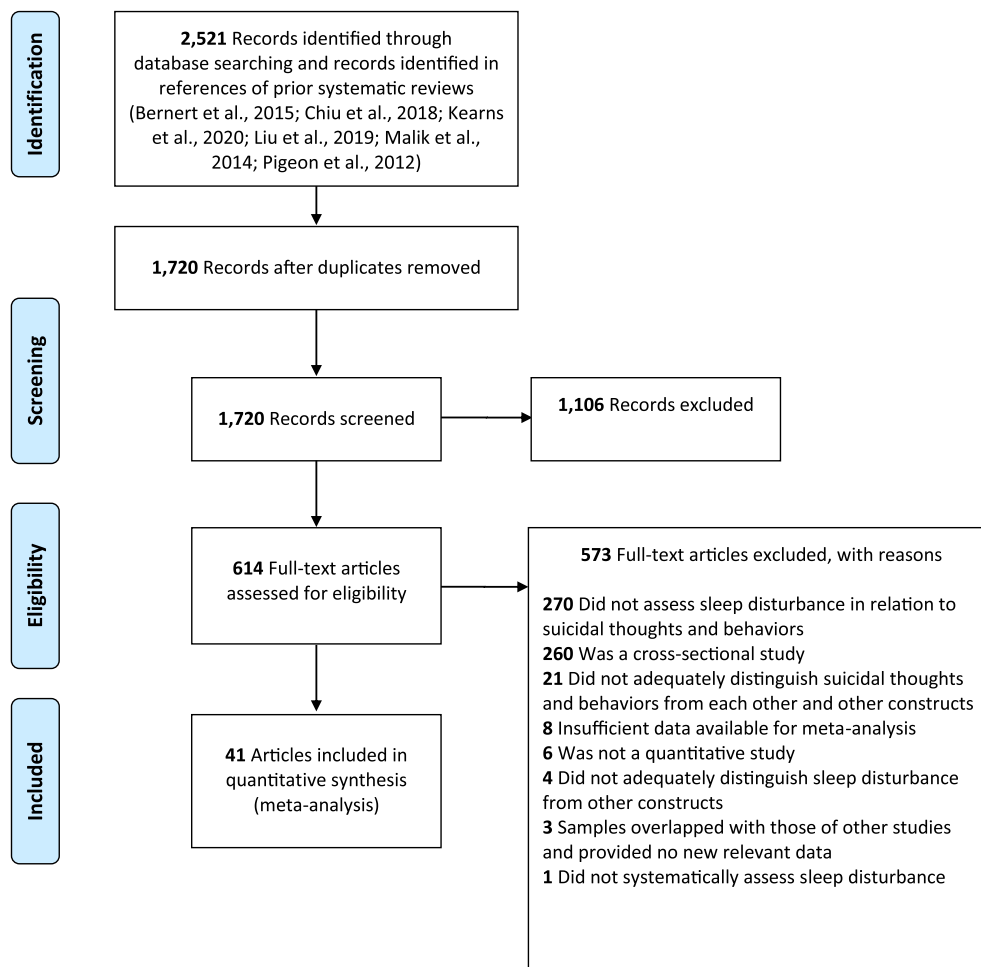 Identification
2,521 Records identified through
database searching and records identified in
references of prior systematic reviews
(Bernert et al., 2015; Chiu et al., 2018; Kearns
et al., 2020; Liu et al., 2019; Malik et al.,
2014; Pigeon et al., 2012)
1,720 Records after duplicates removed
Screening
1,720 Records screened
1,106 Records excluded
Eligibility
614 Full-text articles
assessed for eligibility
573 Full-text articles excluded, with reasons
270 Did not assess sleep disturbance in relation to
suicidal thoughts and behaviors
260 Was a cross-sectional study
21 Did not adequately distinguish suicidal thoughts
and behaviors from each other and other constructs
8 Insufficient data available for meta-analysis
6 Was not a quantitative study
4 Did not adequately distinguish sleep disturbance
from other constructs
3 Samples overlapped with those of other studies
and provided no new relevant data
1 Did not systematically assess sleep disturbance
Included
41 Articles included in
quantitative synthesis
(meta-analysis)